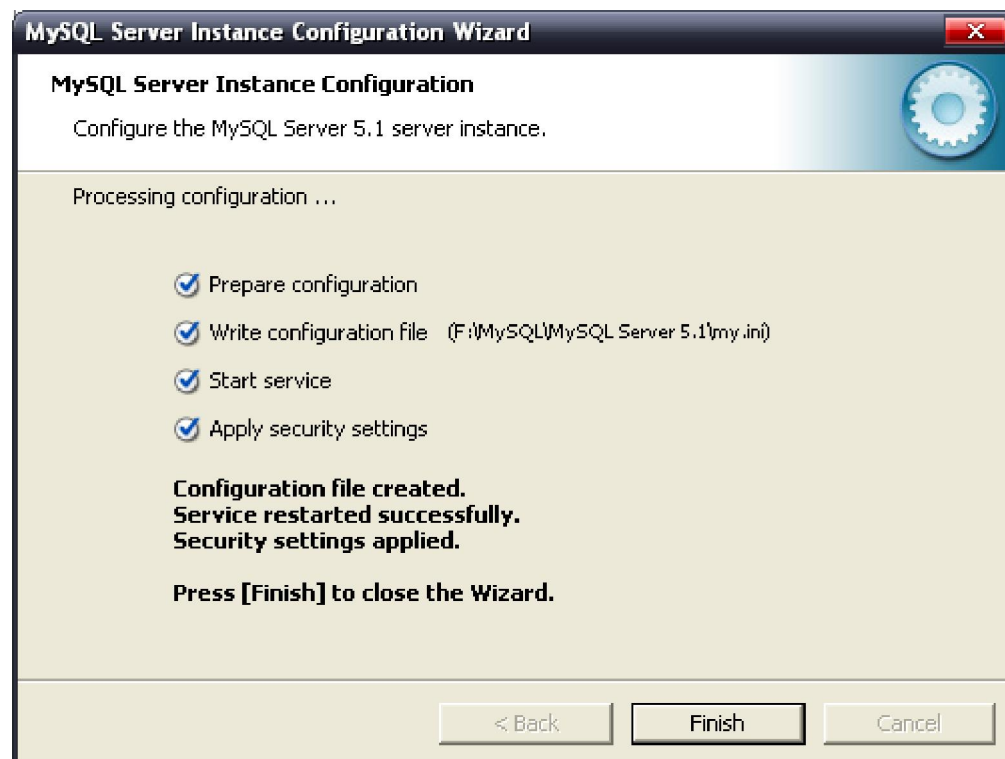 MySQL Server Instance Configuration Wizard
MySQL Server Instance Configuration
Configure the MySQL Server 5.1 server instance.
Processing configuration ...
Prepare configuration
Write configuration file (F:\MySQL\MySQL Server 5.1\my.ini)
Start service
Apply security settings
Configuration file created.
Service restarted successfully.
Security settings applied.
Press [Finish] to close the Wizard.
< Back
Finish
Cancel